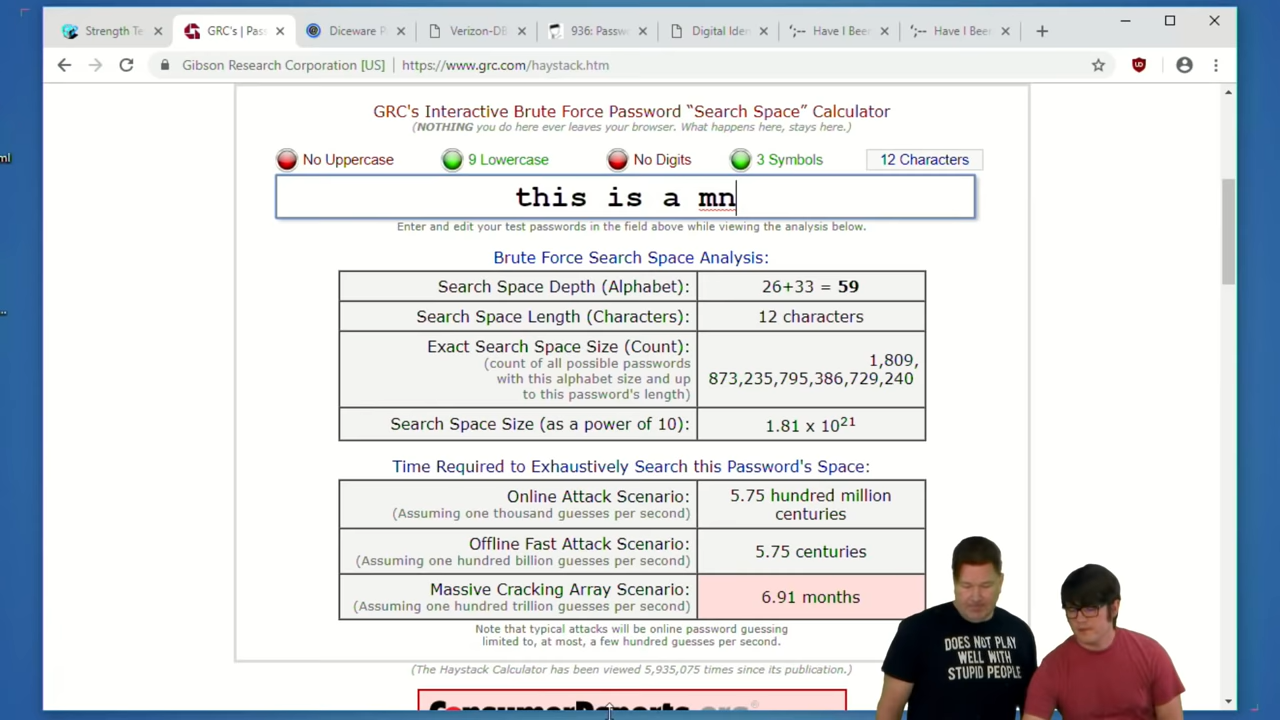 Strength Te
GRC's | Pass
Diceware P
Verizon-DB
936: Passw
Digital Iden
Have I Been
Have I Been
Gibson Research Corporation [US] | https://www.grc.com/haystack.htm
ml
GRC's Interactive Brute Force Password “Search Space” Calculator
(NOTHING you do here ever leaves your browser. What happens here, stays here.)
No Uppercase 9 Lowercase No Digits 3 Symbols 12 Characters
this is a mn
Enter and edit your test passwords in the field above while viewing the analysis below.
Brute Force Search Space Analysis:
Search Space Depth (Alphabet): 26+33 = 59
Search Space Length (Characters): 12 characters
Exact Search Space Size (Count):
(count of all possible passwords
with this alphabet size and up
to this password's length)
1,809,
873,235,795,386,729,240
Search Space Size (as a power of 10): 1.81 x 10²¹
Time Required to Exhaustively Search this Password's Space:
Online Attack Scenario:
(Assuming one thousand guesses per second)
5.75 hundred million
centuries
Offline Fast Attack Scenario:
(Assuming one hundred billion guesses per second)
5.75 centuries
Massive Cracking Array Scenario:
(Assuming one hundred trillion guesses per second)
6.91 months
Note that typical attacks will be online password guessing
limited to, at most, a few hundred guesses per second.
(The Haystack Calculator has been viewed 5,935,075 times since its publication.)
ConsumerReports.org®
DOES NOT PLAY
WELL WITH
STUPID PEOPLE